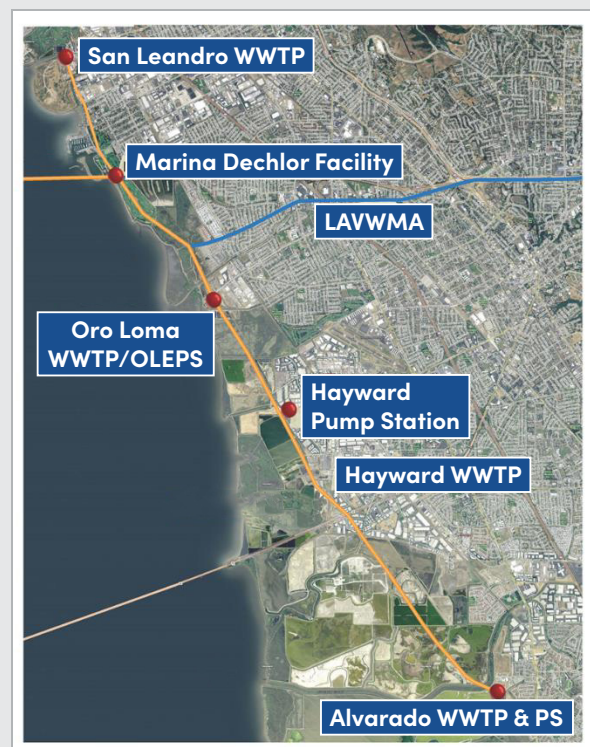 San Leandro WWTP
Marina Dechlor Facility
LAVWMA
Oro Loma
WWTP/OLEPS
Hayward
Pump Station
Hayward WWTP
Alvarado WWTP & PS